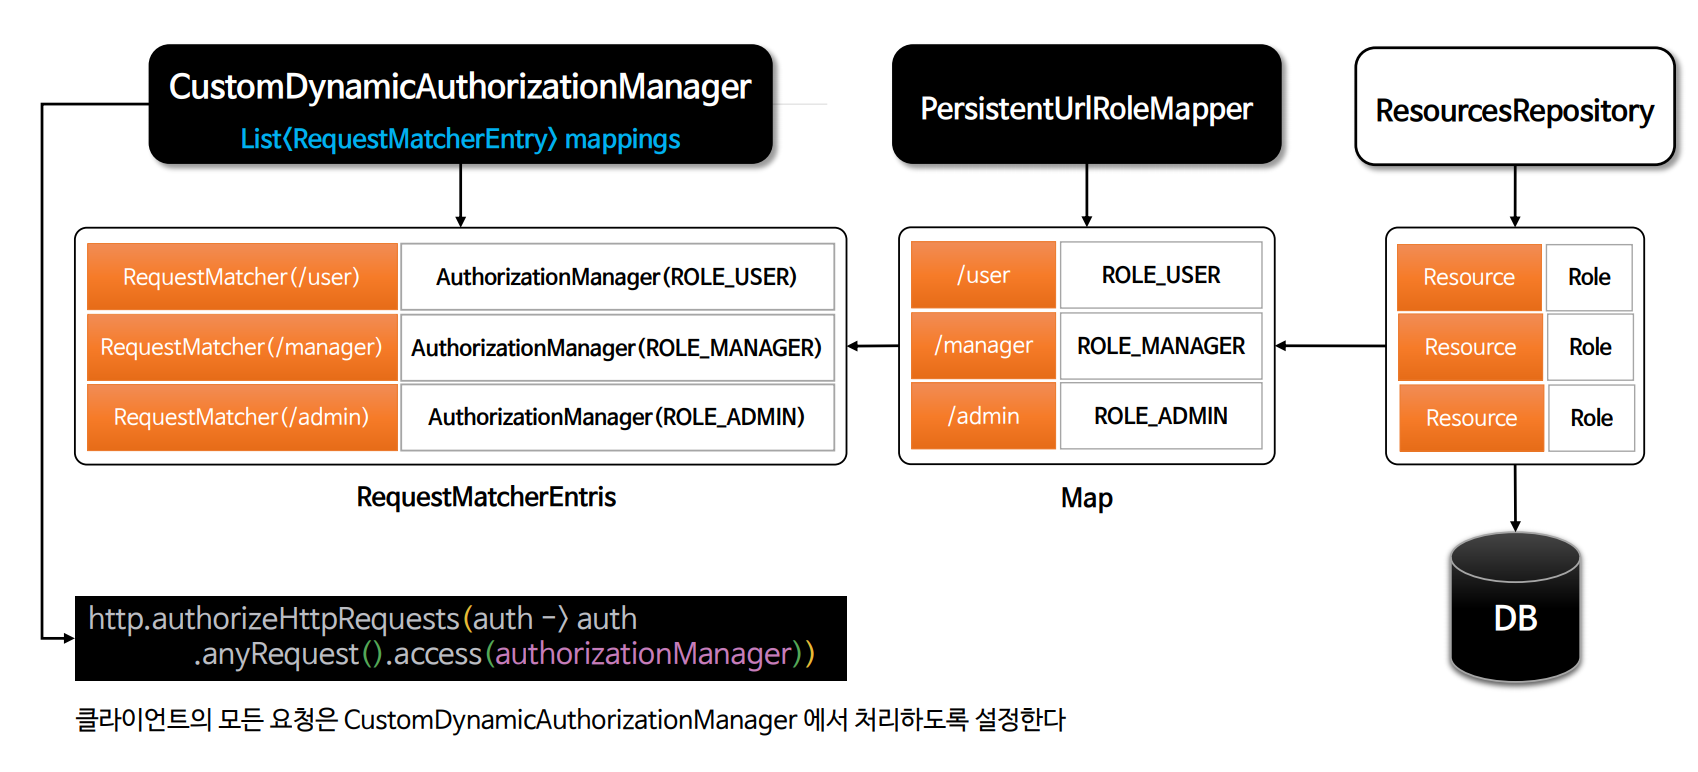 CustomDynamicAuthorizationManager
List<RequestMatcherEntry> mappings
PersistentUrlRoleMapper
ResourcesRepository
RequestMatcher(/user) AuthorizationManager(ROLE_USER)
RequestMatcher(/manager) AuthorizationManager(ROLE_MANAGER)
RequestMatcher(/admin) AuthorizationManager(ROLE_ADMIN)
RequestMatcherEntris
/user ROLE_USER
/manager ROLE_MANAGER
/admin ROLE_ADMIN
Map
Resource Role
Resource Role
Resource Role
DB
http.authorizeHttpRequests(auth -> auth
.anyRequest().access(authorizationManager))
클라이언트의 모든 요청은 CustomDynamicAuthorizationManager 에서 처리하도록 설정한다